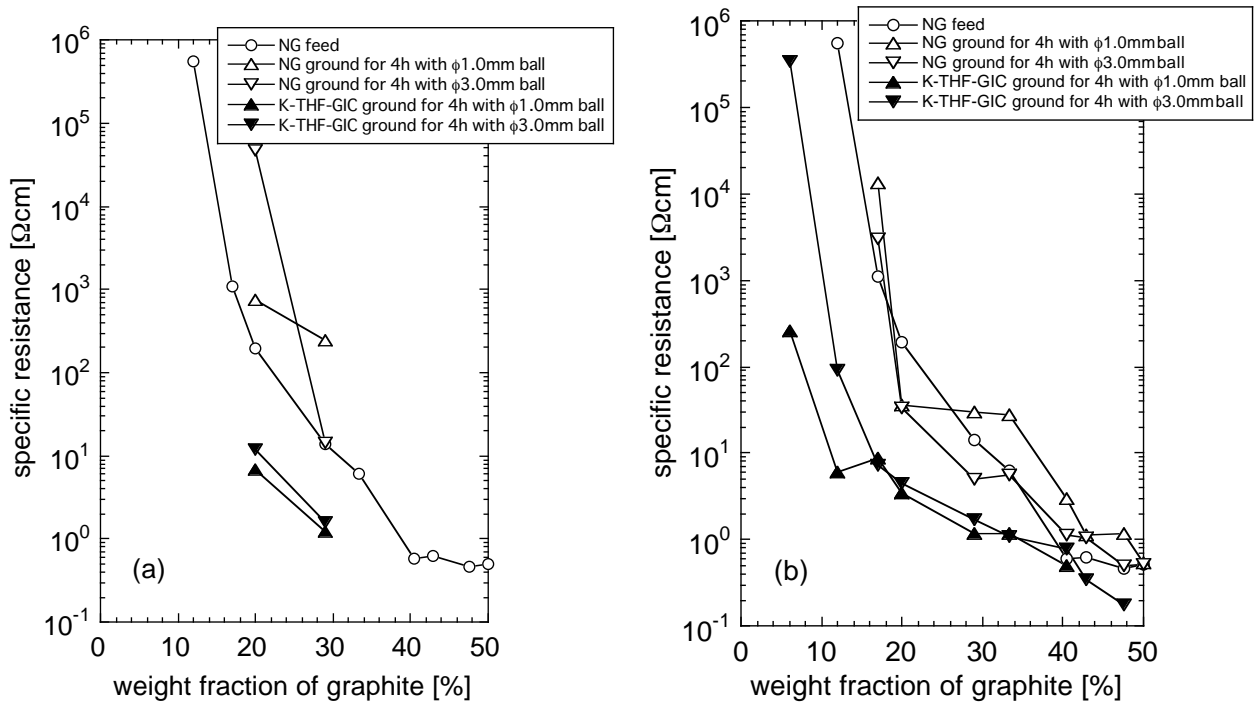 NG feed
NG ground for 4h with ϕ1.0mm ball
NG ground for 4h with ϕ3.0mm ball
K-THF-GIC ground for 4h with ϕ1.0mm ball
K-THF-GIC ground for 4h with ϕ3.0mm ball
10^6
10^5
10^4
10^3
10^2
10^1
10^0
10^-1
specific resistance [Ωcm]
(a)
0 10 20 30 40 50
weight fraction of graphite [%]
NG feed
NG ground for 4h with ϕ1.0mmball
NG ground for 4h with ϕ3.0mmball
K-THF-GIC ground for 4h with ϕ1.0mm ball
K-THF-GIC ground for 4h with ϕ3.0mm ball
10^6
10^5
10^4
10^3
10^2
10^1
10^0
10^-1
specific resistance [Ωcm]
(b)
0 10 20 30 40 50
weight fraction of graphite [%]